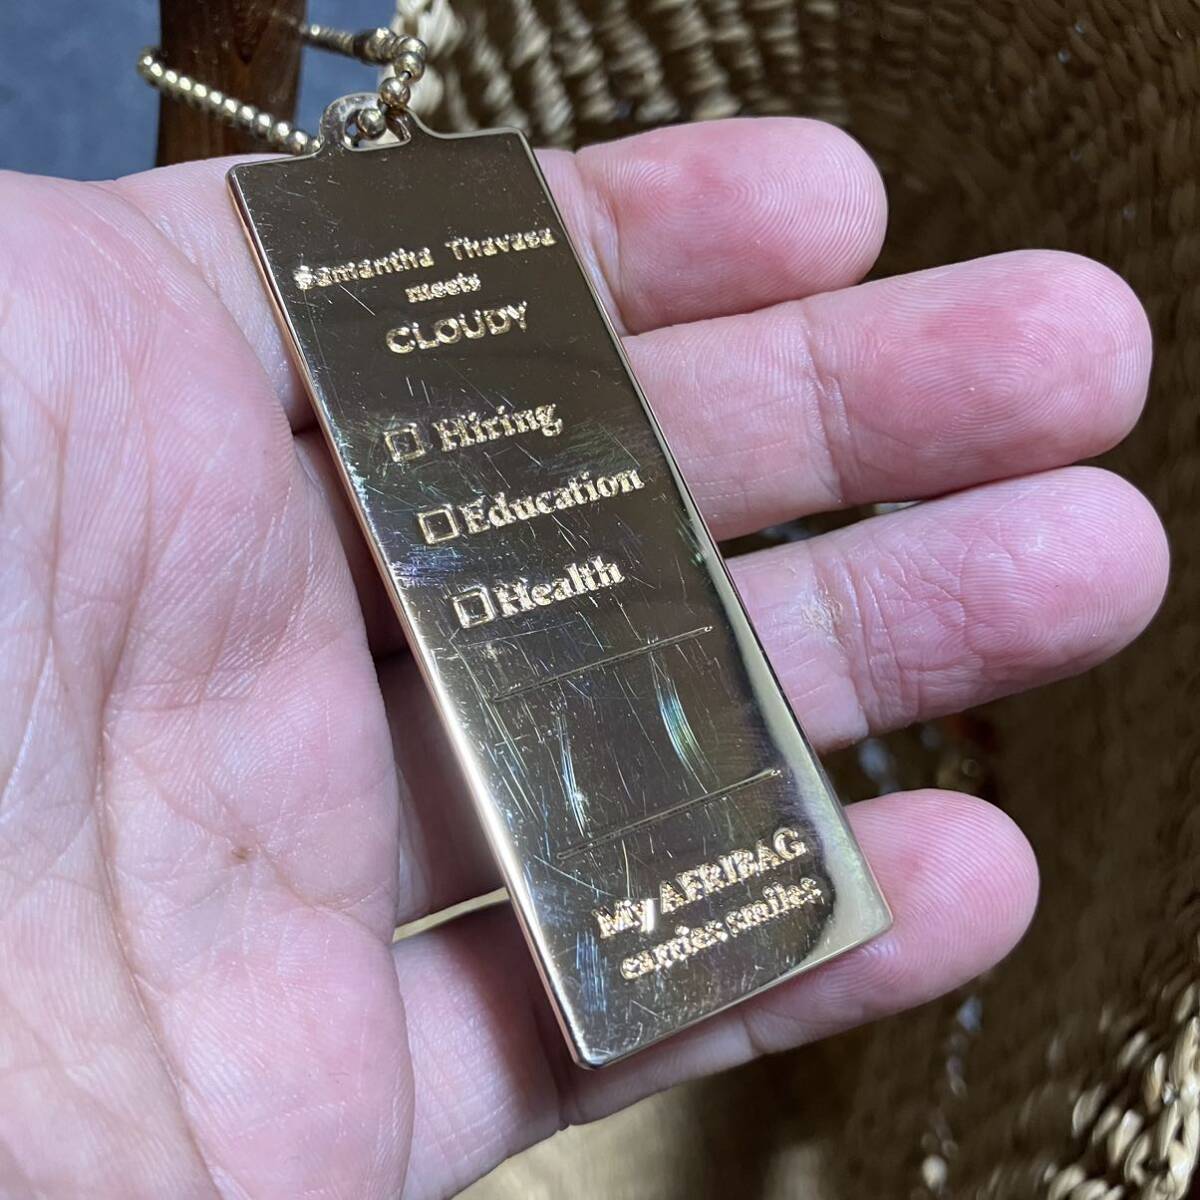 Samantha Thavasa
meets
CLOUDY
☐ Hiring
☐ Education
☐ Health
My AFRIBAG
carries smiles